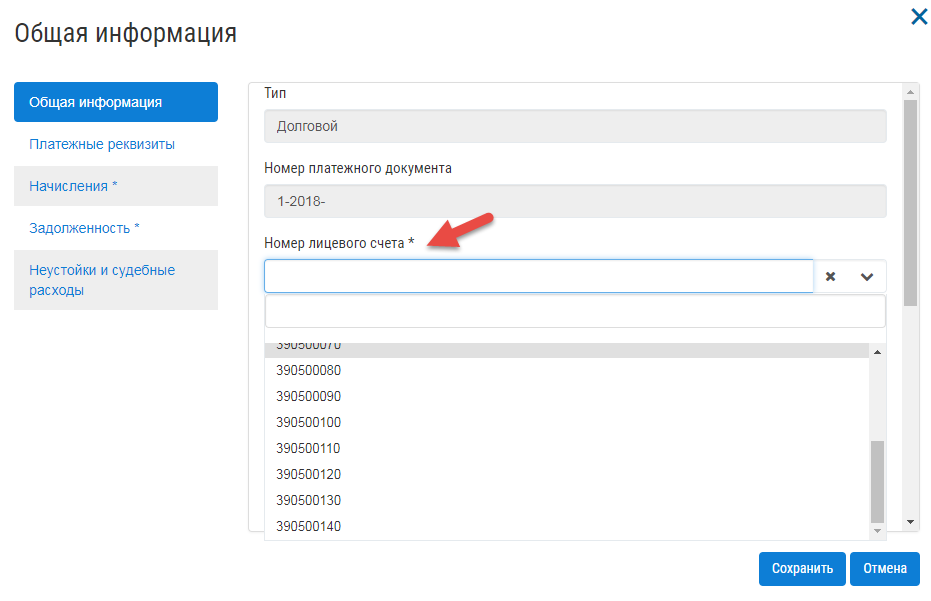 Общая информация
Общая информация
Платежные реквизиты
Начисления *
Задолженность *
Неустойки и судебные
расходы
Тип
Долговой
Номер платежного документа
1-2018-
Номер лицевого счета *
390500070
390500080
390500090
390500100
390500110
390500120
390500130
390500140
Сохранить
Отмена